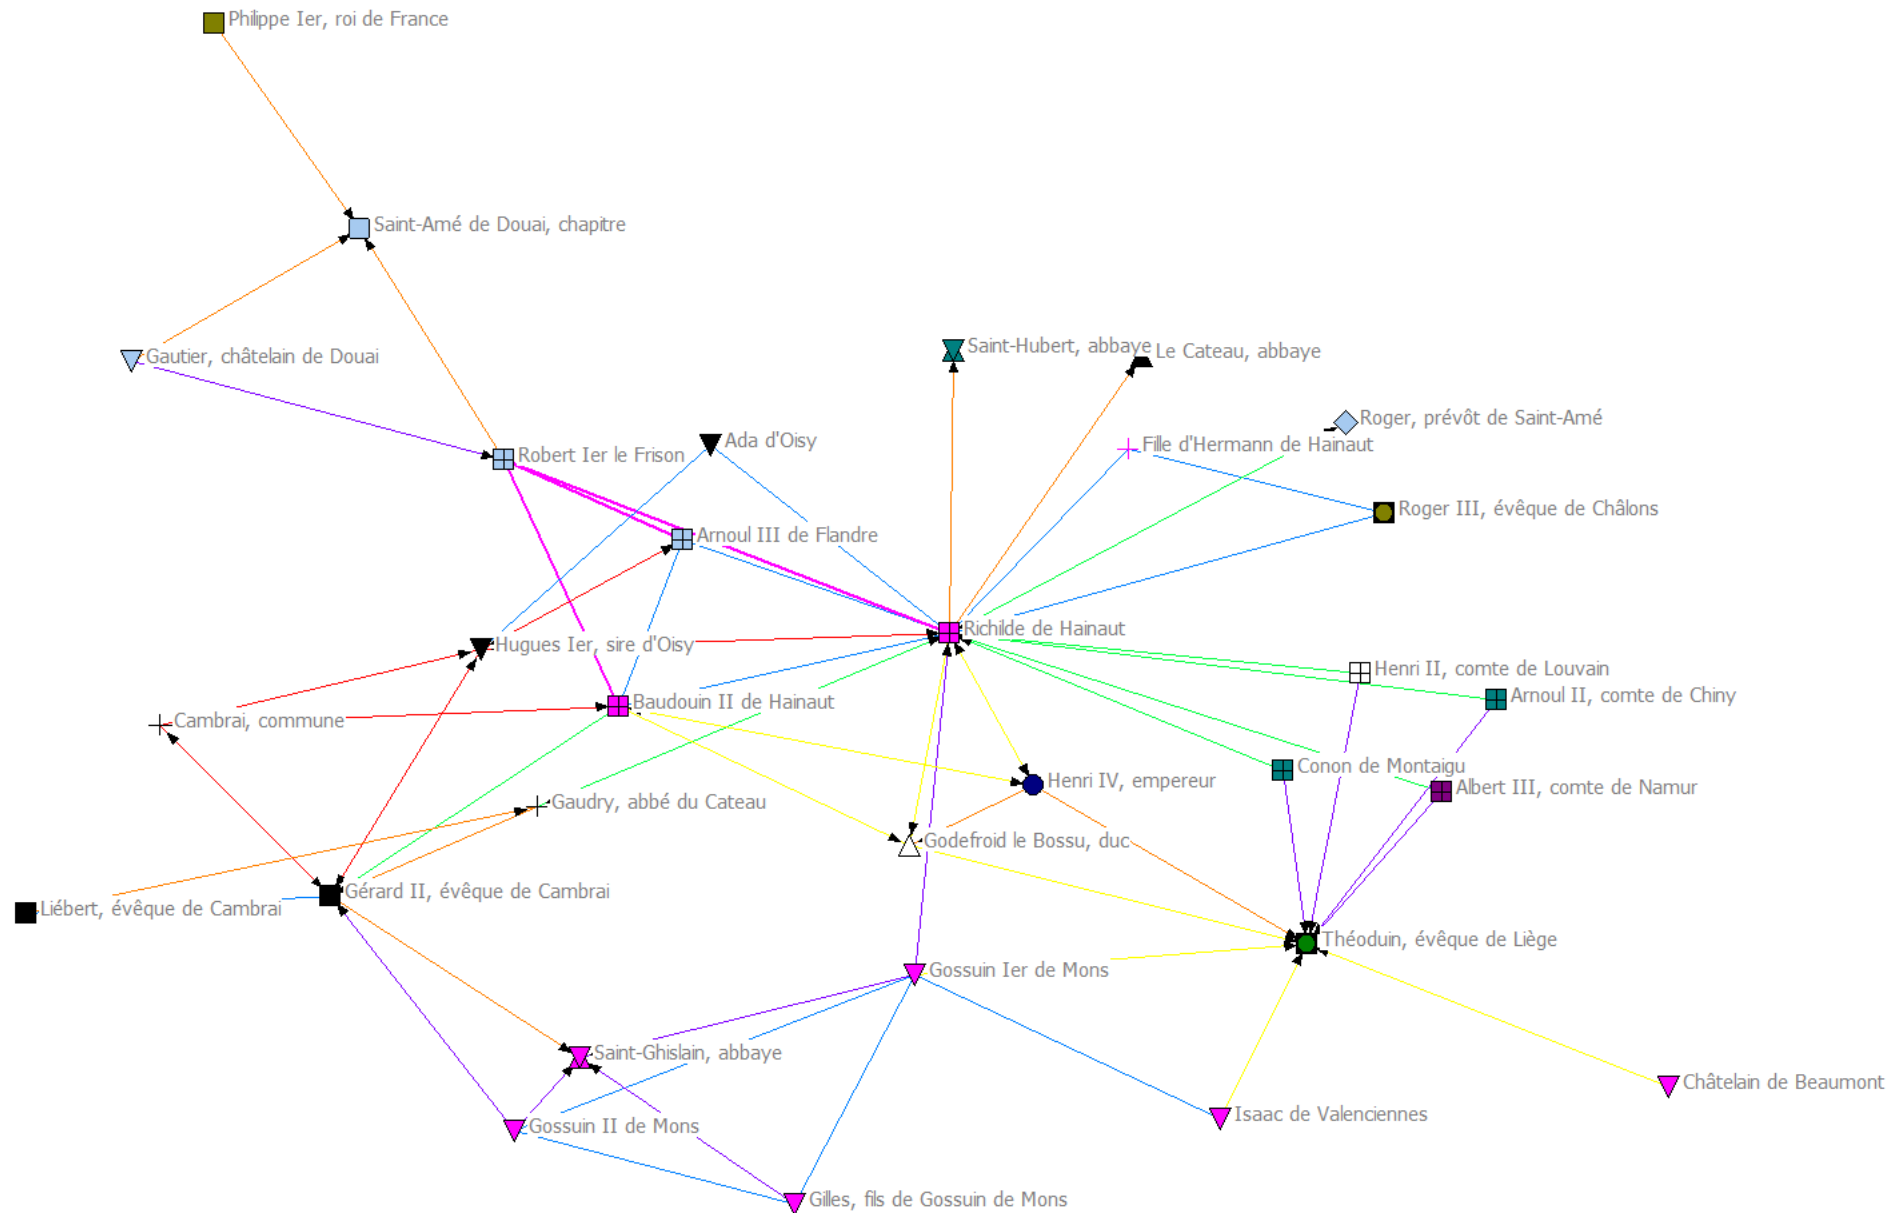 Philippe Ier, roi de France
Saint-Amé de Douai, chapitre
Gautier, châtelain de Douai
Saint-Hubert, abbaye
Le Cateau, abbaye
Roger, prévôt de Saint-Amé
Ada d'Oisy
Fille d'Hermann de Hainaut
Robert Ier le Frison
Roger III, évêque de Châlons
Arnoul III de Flandre
Richilde de Hainaut
Hugues Ier, sire d'Oisy
Henri II, comte de Louvain
Arnoul II, comte de Chiny
Baudouin II de Hainaut
Cambrai, commune
Conon de Montaigu
Henri IV, empereur
Albert III, comte de Namur
Gaudry, abbé du Cateau
Godefroid le Bossu, duc
Gérard II, évêque de Cambrai
Liébert, évêque de Cambrai
Théoduin, évêque de Liège
Gossuin Ier de Mons
Saint-Ghislain, abbaye
Châtelain de Beaumont
Isaac de Valenciennes
Gossuin II de Mons
Gilles, fils de Gossuin de Mons